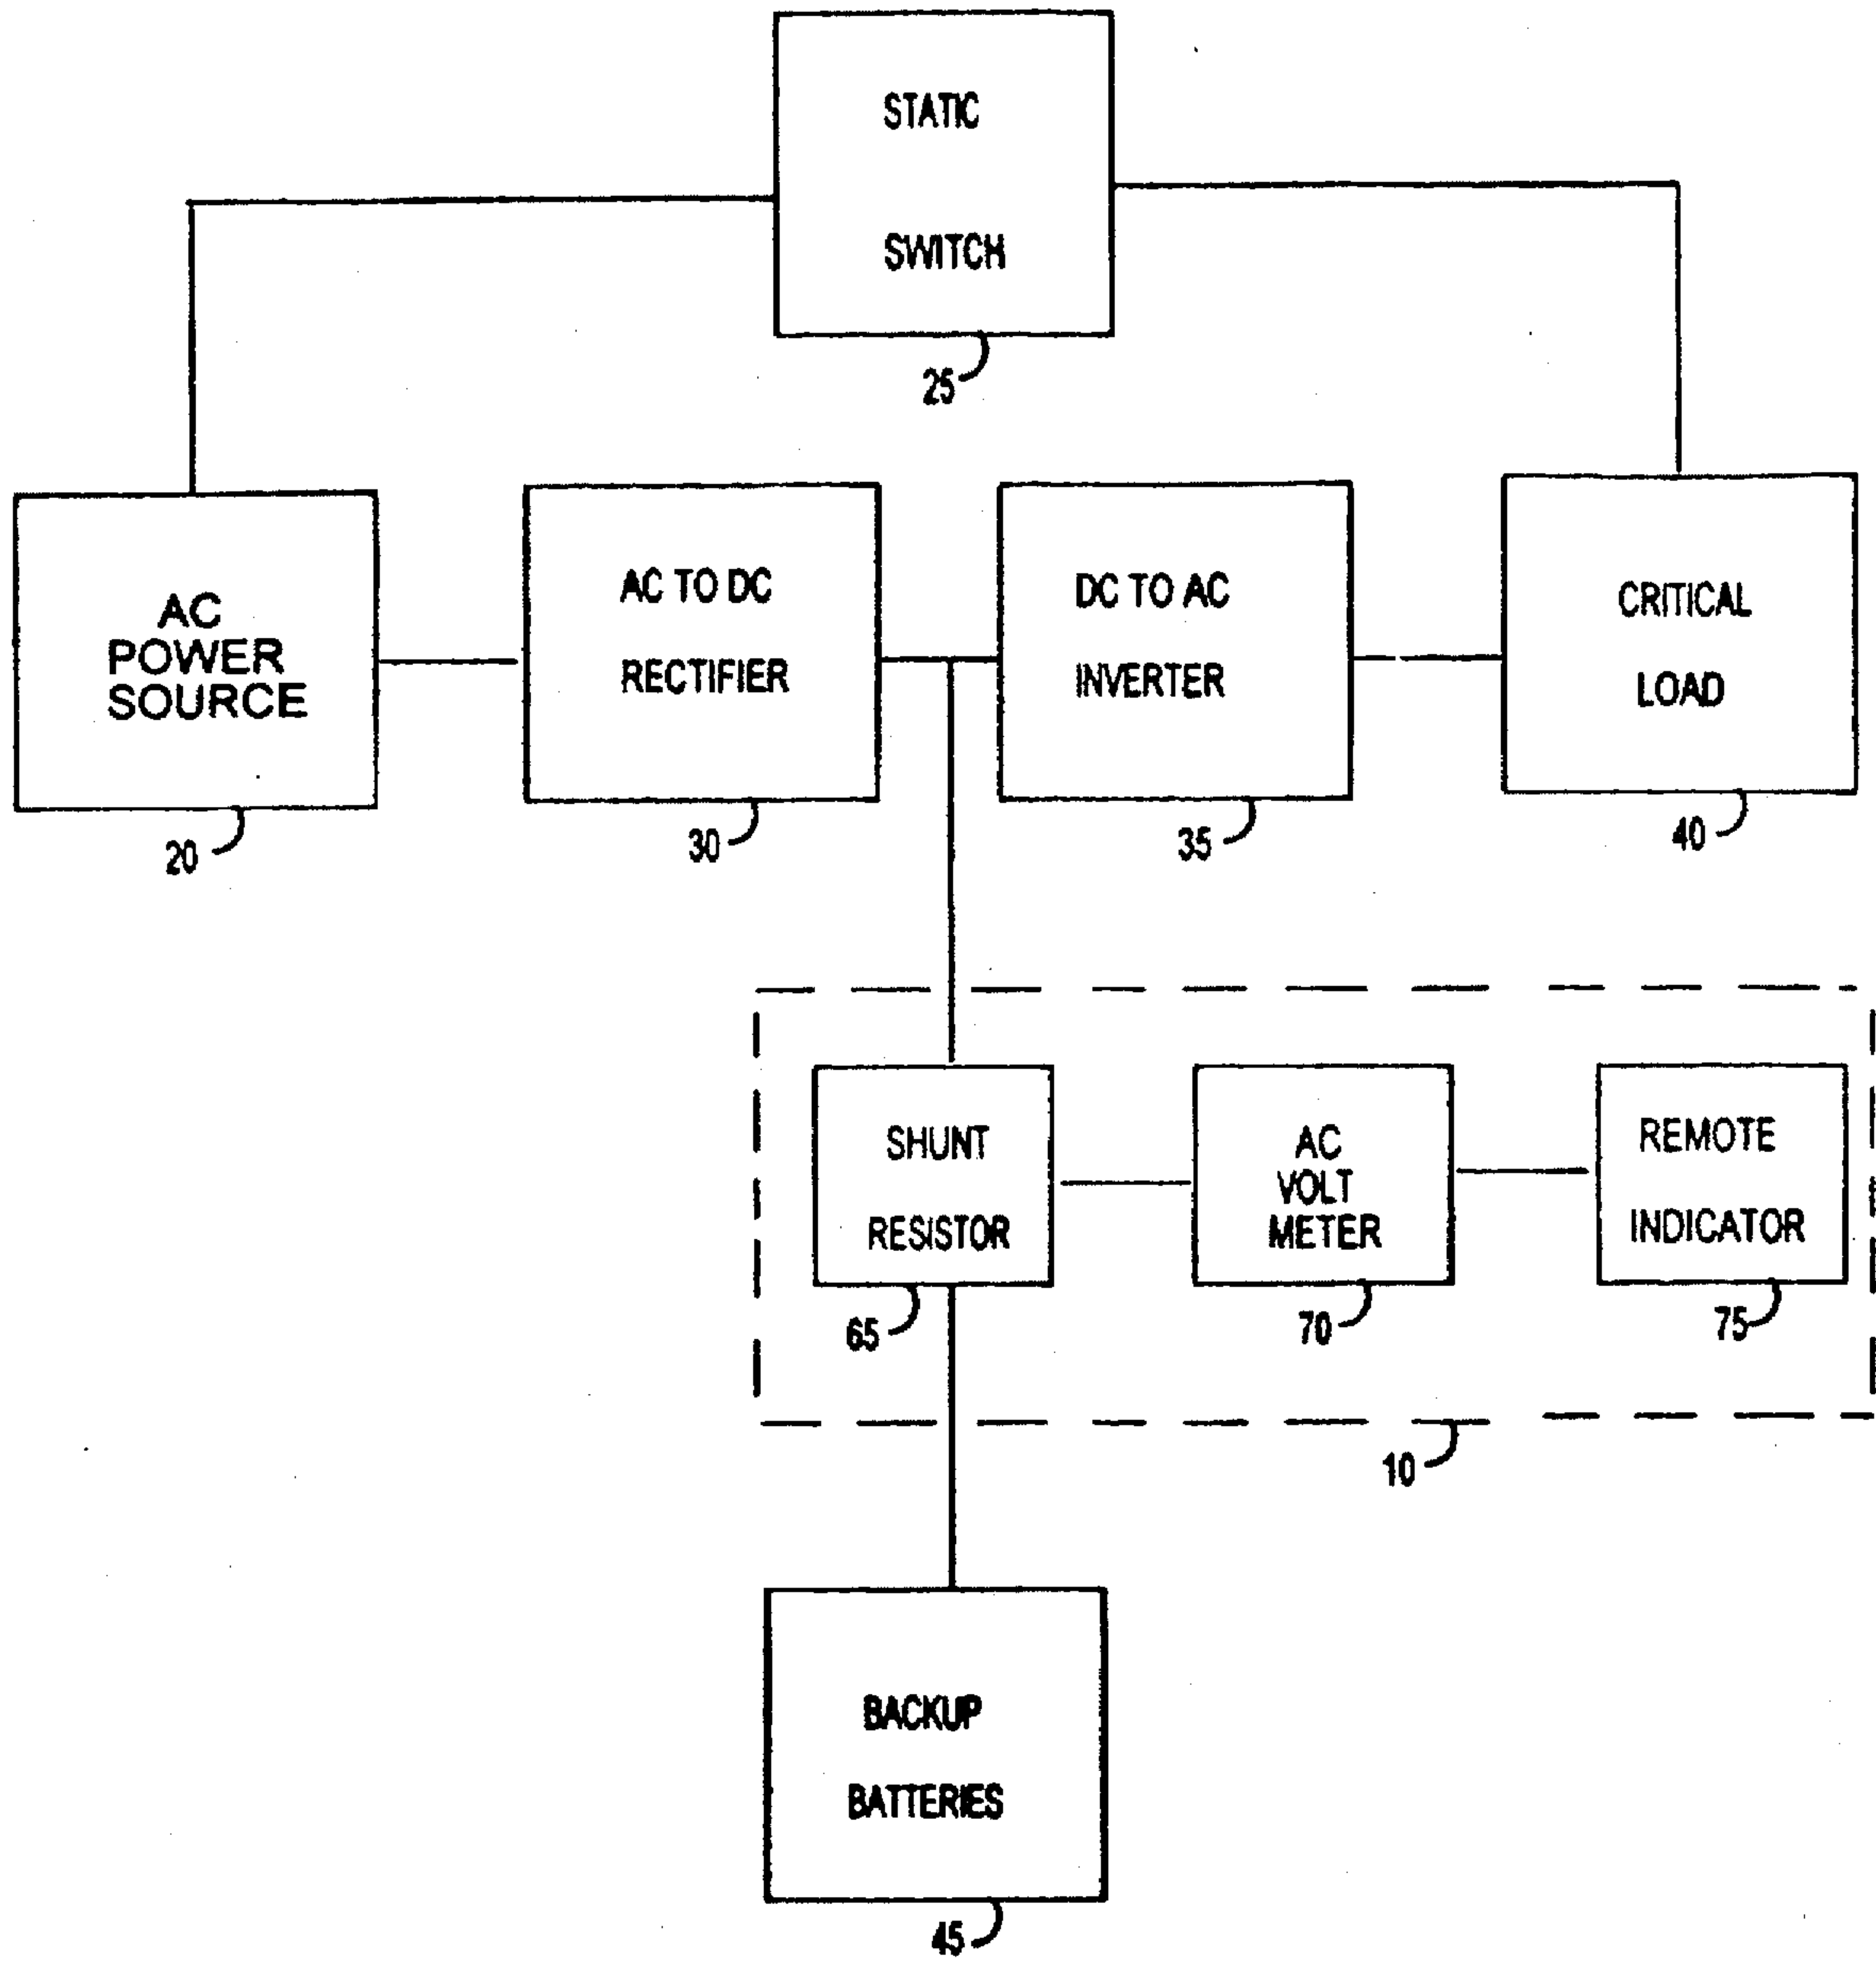 STATIC
SWITCH
25
AC
POWER
SOURCE
20
AC TO DC
RECTIFIER
30
DC TO AC
INVERTER
35
CRITICAL
LOAD
40
SHUNT
RESISTOR
65
AC
VOLT
METER
70
REMOTE
INDICATOR
75
10
BACKUP
BATTERIES
45